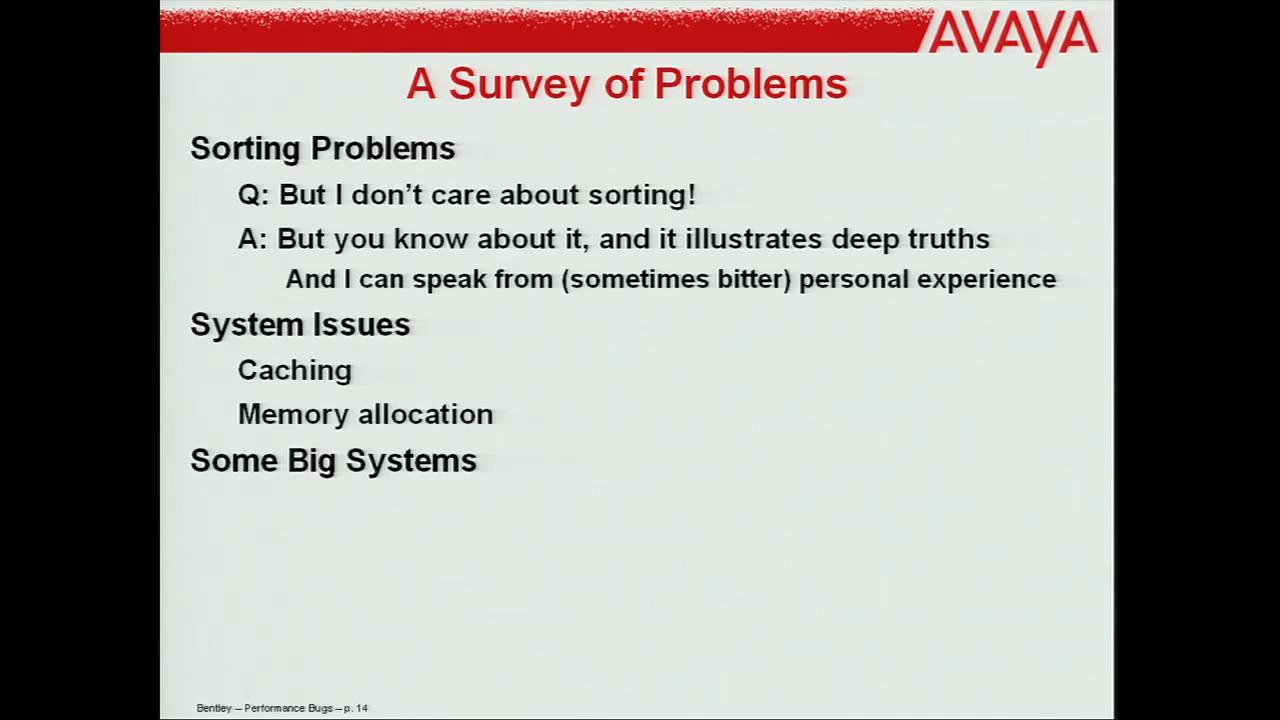 AVAYA
A Survey of Problems
Sorting Problems
Q: But I don’t care about sorting!
A: But you know about it, and it illustrates deep truths
And I can speak from (sometimes bitter) personal experience
System Issues
Caching
Memory allocation
Some Big Systems
Bentley – Performance Bugs – p. 14